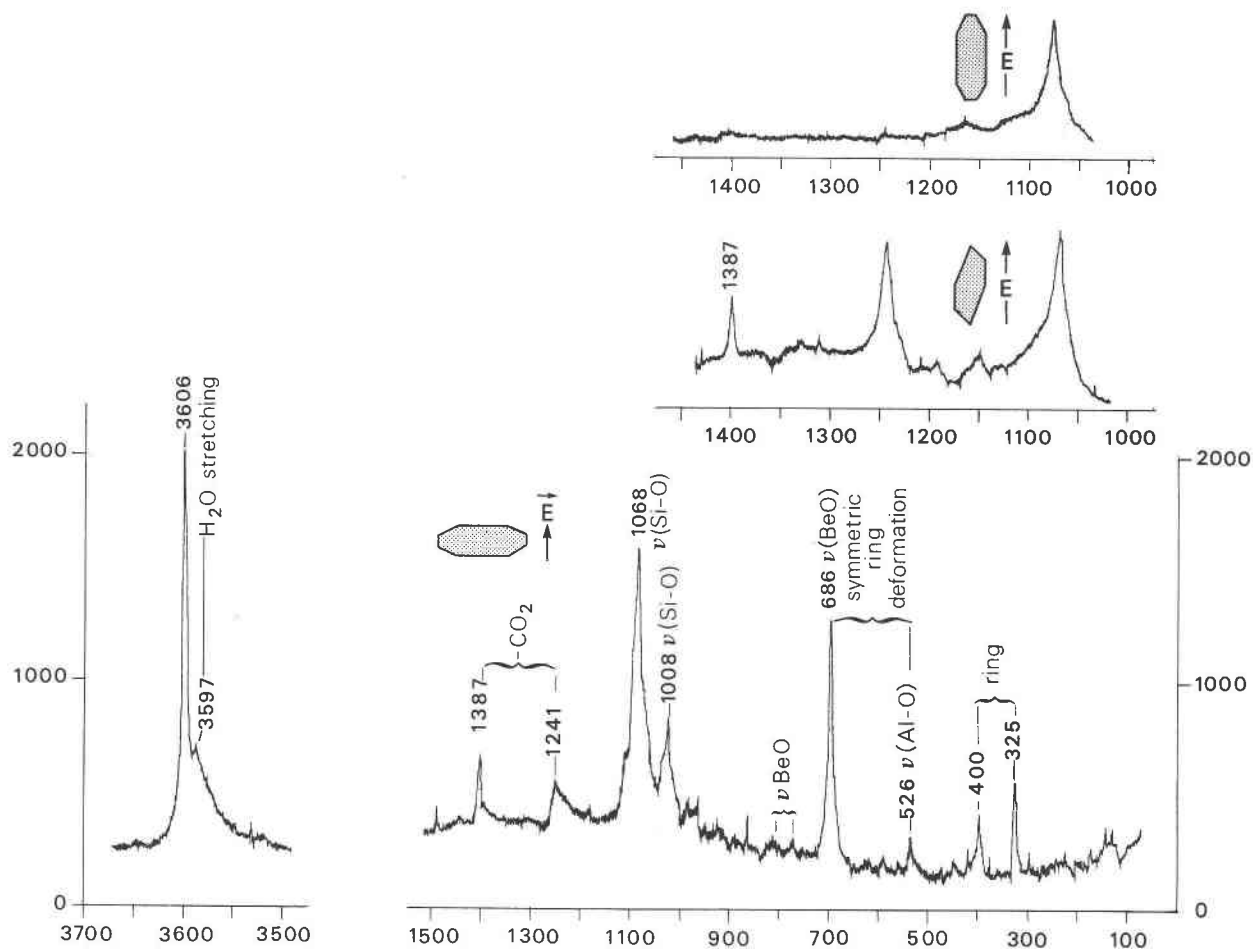 E
1400 1300 1200 1100 1000
1387
E
1400 1300 1200 1100 1000
2000
1000
0
3606
H2O stretching
3597
3700 3600 3500
E
CO2
1387
1241
1068 ν(Si-O)
1008 ν(Si-O)
νBeO
686 ν(BeO)
symmetric
ring
deformation
526 ν(Al-O)
ring
400
325
2000
1000
0
1500 1300 1100 900 700 500 300 100